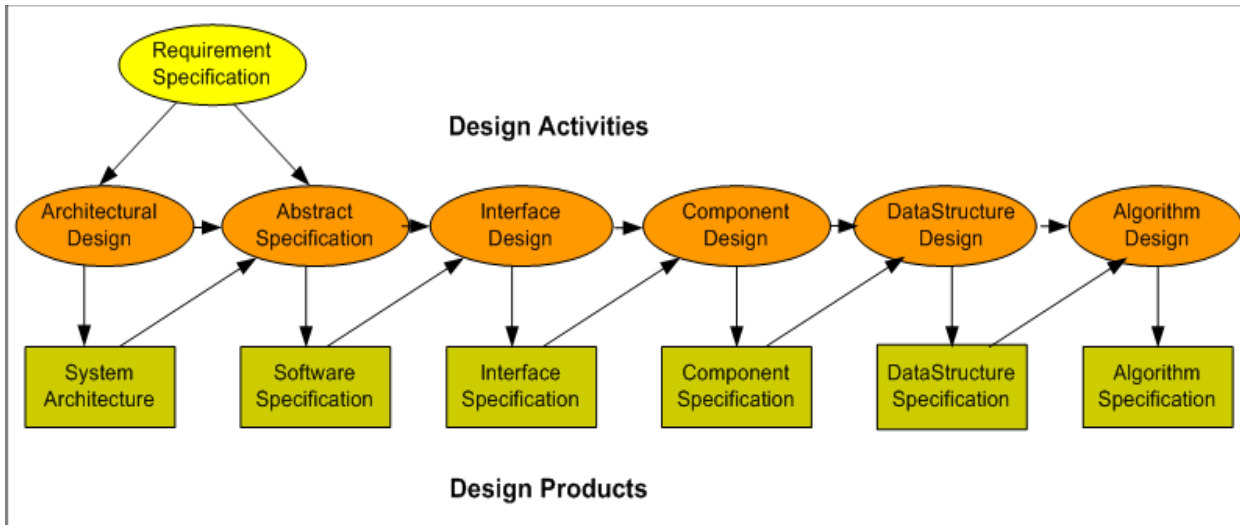 Requirement
Specification
Design Activities
Architectural
Design
Abstract
Specification
Interface
Design
Component
Design
DataStructure
Design
Algorithm
Design
System
Architecture
Software
Specification
Interface
Specification
Component
Specification
DataStructure
Specification
Algorithm
Specification
Design Products